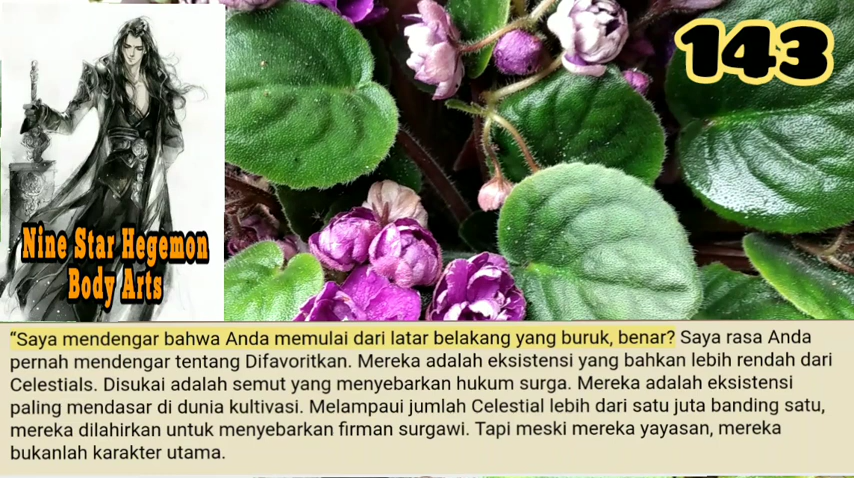 143
Nine Star Hegemon
Body Arts
“Saya mendengar bahwa Anda memulai dari latar belakang yang buruk, benar? Saya rasa Anda
pernah mendengar tentang Difavoritkan. Mereka adalah eksistensi yang bahkan lebih rendah dari
Celestials. Disukai adalah semut yang menyebarkan hukum surga. Mereka adalah eksistensi
paling mendasar di dunia kultivasi. Melampaui jumlah Celestial lebih dari satu juta banding satu,
mereka dilahirkan untuk menyebarkan firman surgawi. Tapi meski mereka yayasan, mereka
bukanlah karakter utama.